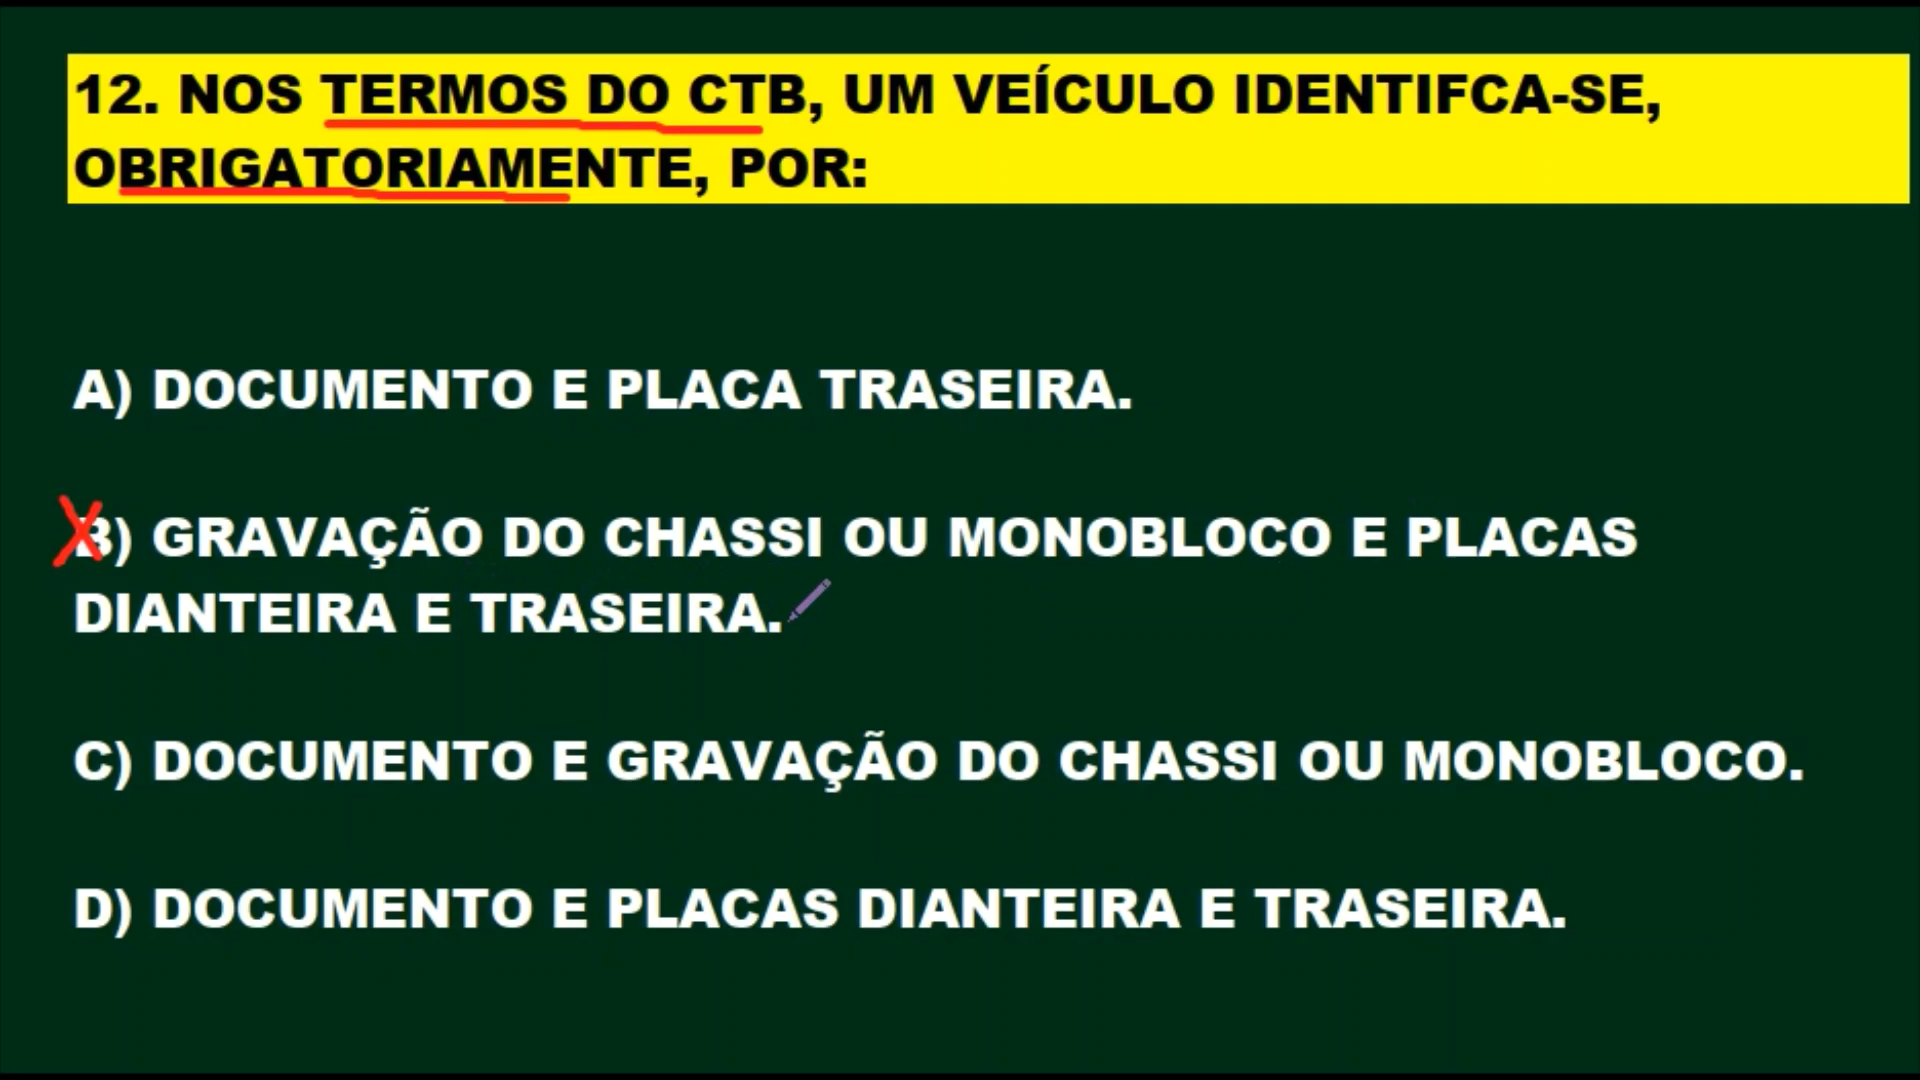 12. NOS TERMOS DO CTB, UM VEÍCULO IDENTIFCA-SE,
OBRIGATORIAMENTE, POR:
A) DOCUMENTO E PLACA TRASEIRA.
B) GRAVAÇÃO DO CHASSI OU MONOBLOCO E PLACAS
DIANTEIRA E TRASEIRA.
C) DOCUMENTO E GRAVAÇÃO DO CHASSI OU MONOBLOCO.
D) DOCUMENTO E PLACAS DIANTEIRA E TRASEIRA.